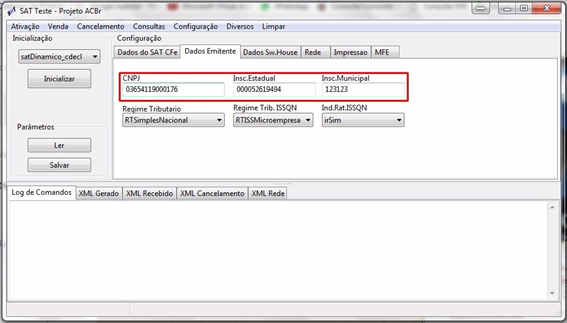 SAT Teste - Projeto ACBr
Ativação Venda Cancelamento Consultas Configuração Diversos Limpar
Inicialização
satDinamico_cdecl
Inicializar
Parâmetros
Ler
Salvar
Configuração
Dados do SAT CFe Dados Emitente Dados Sw.House Rede Impressao MFE
CNPJ Insc.Estadual Insc.Municipal
03654119000176 000052619494 123123
Regime Tributario Regime Trib. ISSQN Ind.Rat.ISSQN
RTSimplesNacional RTISSMicroempresa irSim
Log de Comandos XML Gerado XML Recebido XML Cancelamento XML Rede